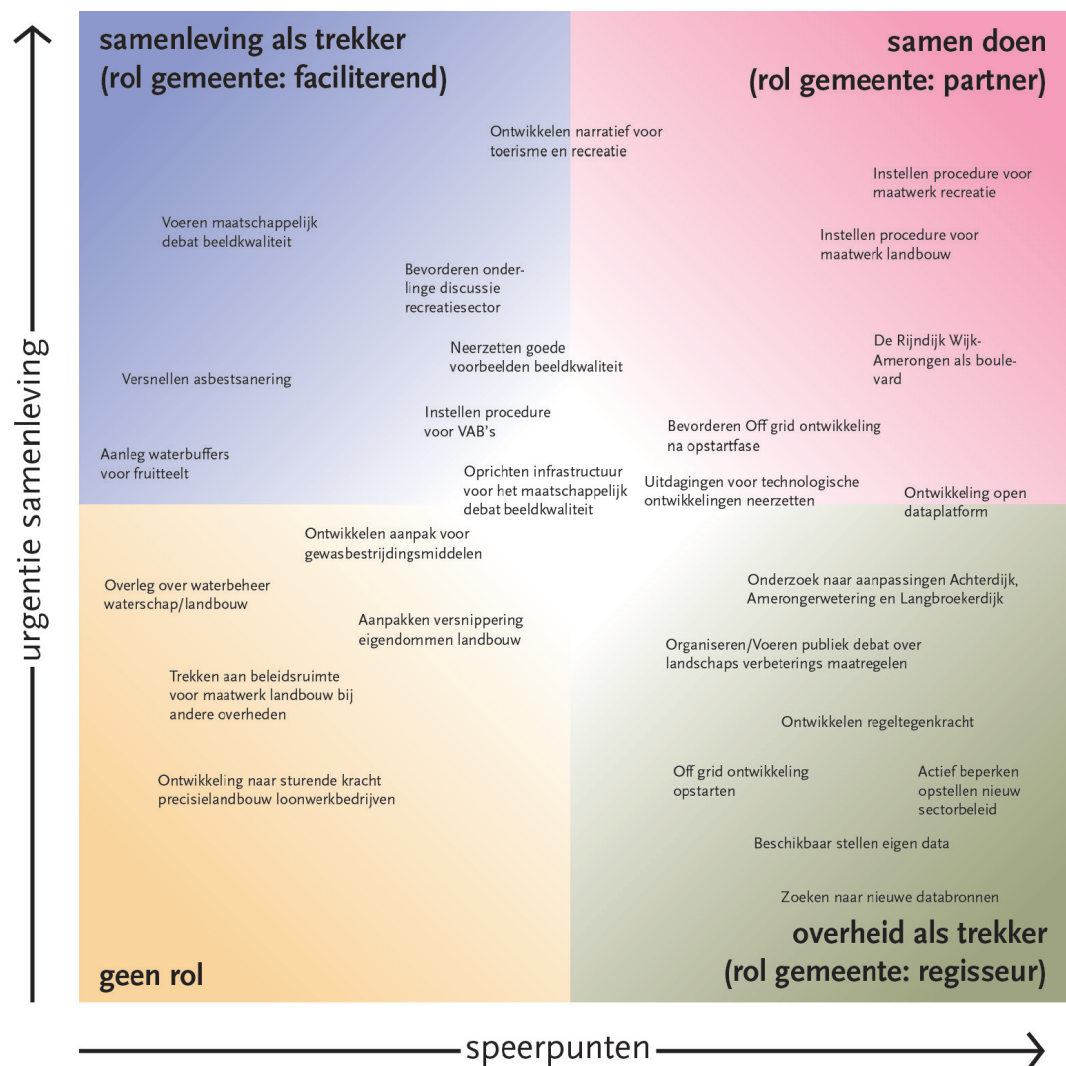 samenleving als trekker
(rol gemeente: faciliterend)
samen doen
(rol gemeente: partner)
Ontwikkelen narratief voor
toerisme en recreatie
Instellen procedure voor
maatwerk recreatie
Voeren maatschappelijk
debat beeldkwaliteit
Instellen procedure voor
maatwerk landbouw
Bevorderen onder-
linge discussie
recreatiesector
Neerzetten goede
voorbeelden beeldkwaliteit
De Rijndijk Wijk-
Amerongen als boule-
vard
Versnellen asbestsanering
Instellen procedure
voor VAB's
Bevorderen Off grid ontwikkeling
na opstartfase
Aanleg waterbuffers
voor fruitteelt
Oprichten infrastructuur
voor het maatschappelijk
debat beeldkwaliteit
Uitdagingen voor technologische
ontwikkelingen neerzetten
Ontwikkeling open
dataplatform
Ontwikkelen aanpak voor
gewasbestrijdingsmiddelen
Overleg over waterbeheer
waterschap/landbouw
Onderzoek naar aanpassingen Achterdijk,
Amerongerwetering en Langbroekerdijk
Aanpakken versnippering
eigendommen landbouw
Organiseren/Voeren publiek debat over
landschaps verbeterings maatregelen
Trekken aan beleidsruimte
voor maatwerk landbouw bij
andere overheden
Ontwikkelen regeltegenkracht
Ontwikkeling naar sturende kracht
precisielandbouw loonwerkbedrijven
Off grid ontwikkeling
opstarten
Actief beperken
opstellen nieuw
sectorbeleid
Beschikbaar stellen eigen data
Zoeken naar nieuwe databronnen
geen rol
overheid als trekker
(rol gemeente: regisseur)
urgentie samenleving
speerpunten